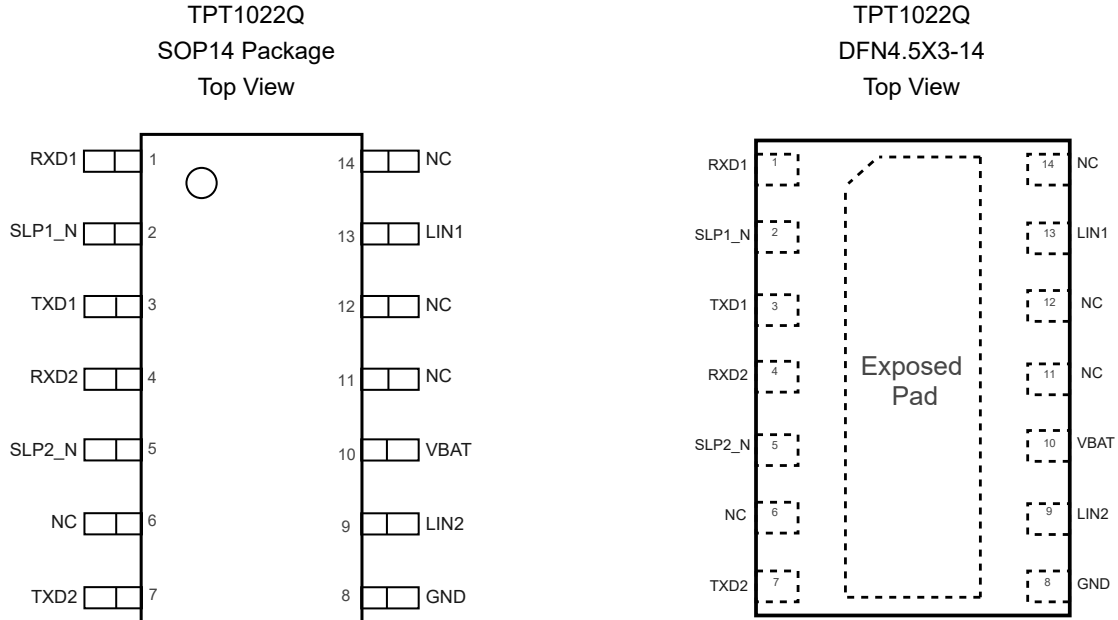 TPT1022Q
SOP14 Package
Top View
RXD1 1 14 NC
SLP1_N 2 13 LIN1
TXD1 3 12 NC
RXD2 4 11 NC
SLP2_N 5 10 VBAT
NC 6 9 LIN2
TXD2 7 8 GND
TPT1022Q
DFN4.5X3-14
Top View
RXD1 1 14 NC
SLP1_N 2 13 LIN1
TXD1 3 12 NC
RXD2 4 11 NC
Exposed
Pad
SLP2_N 5 10 VBAT
NC 6 9 LIN2
TXD2 7 8 GND